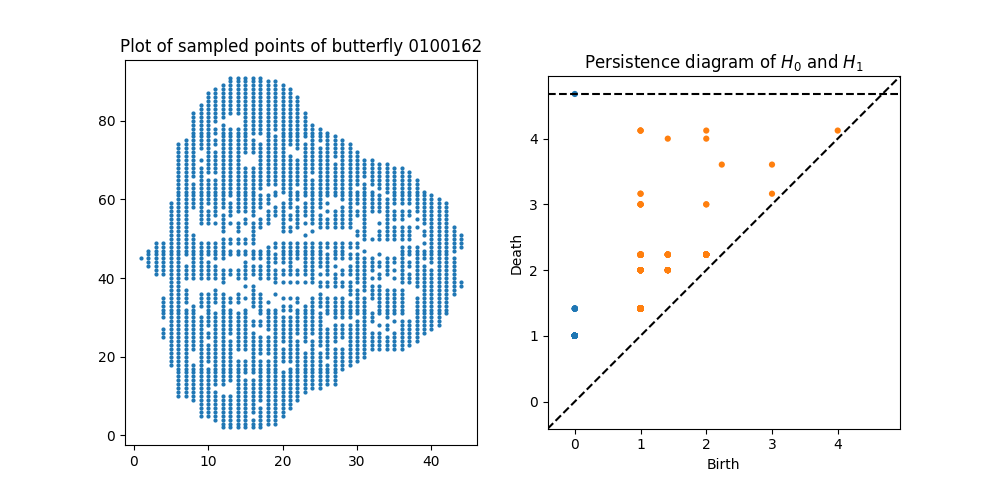 Plot of sampled points of butterfly 0100162
80
60
40
20
0
0 10 20 30 40
Persistence diagram of H₀ and H₁
Death
4
3
2
1
0
0 1 2 3 4
Birth